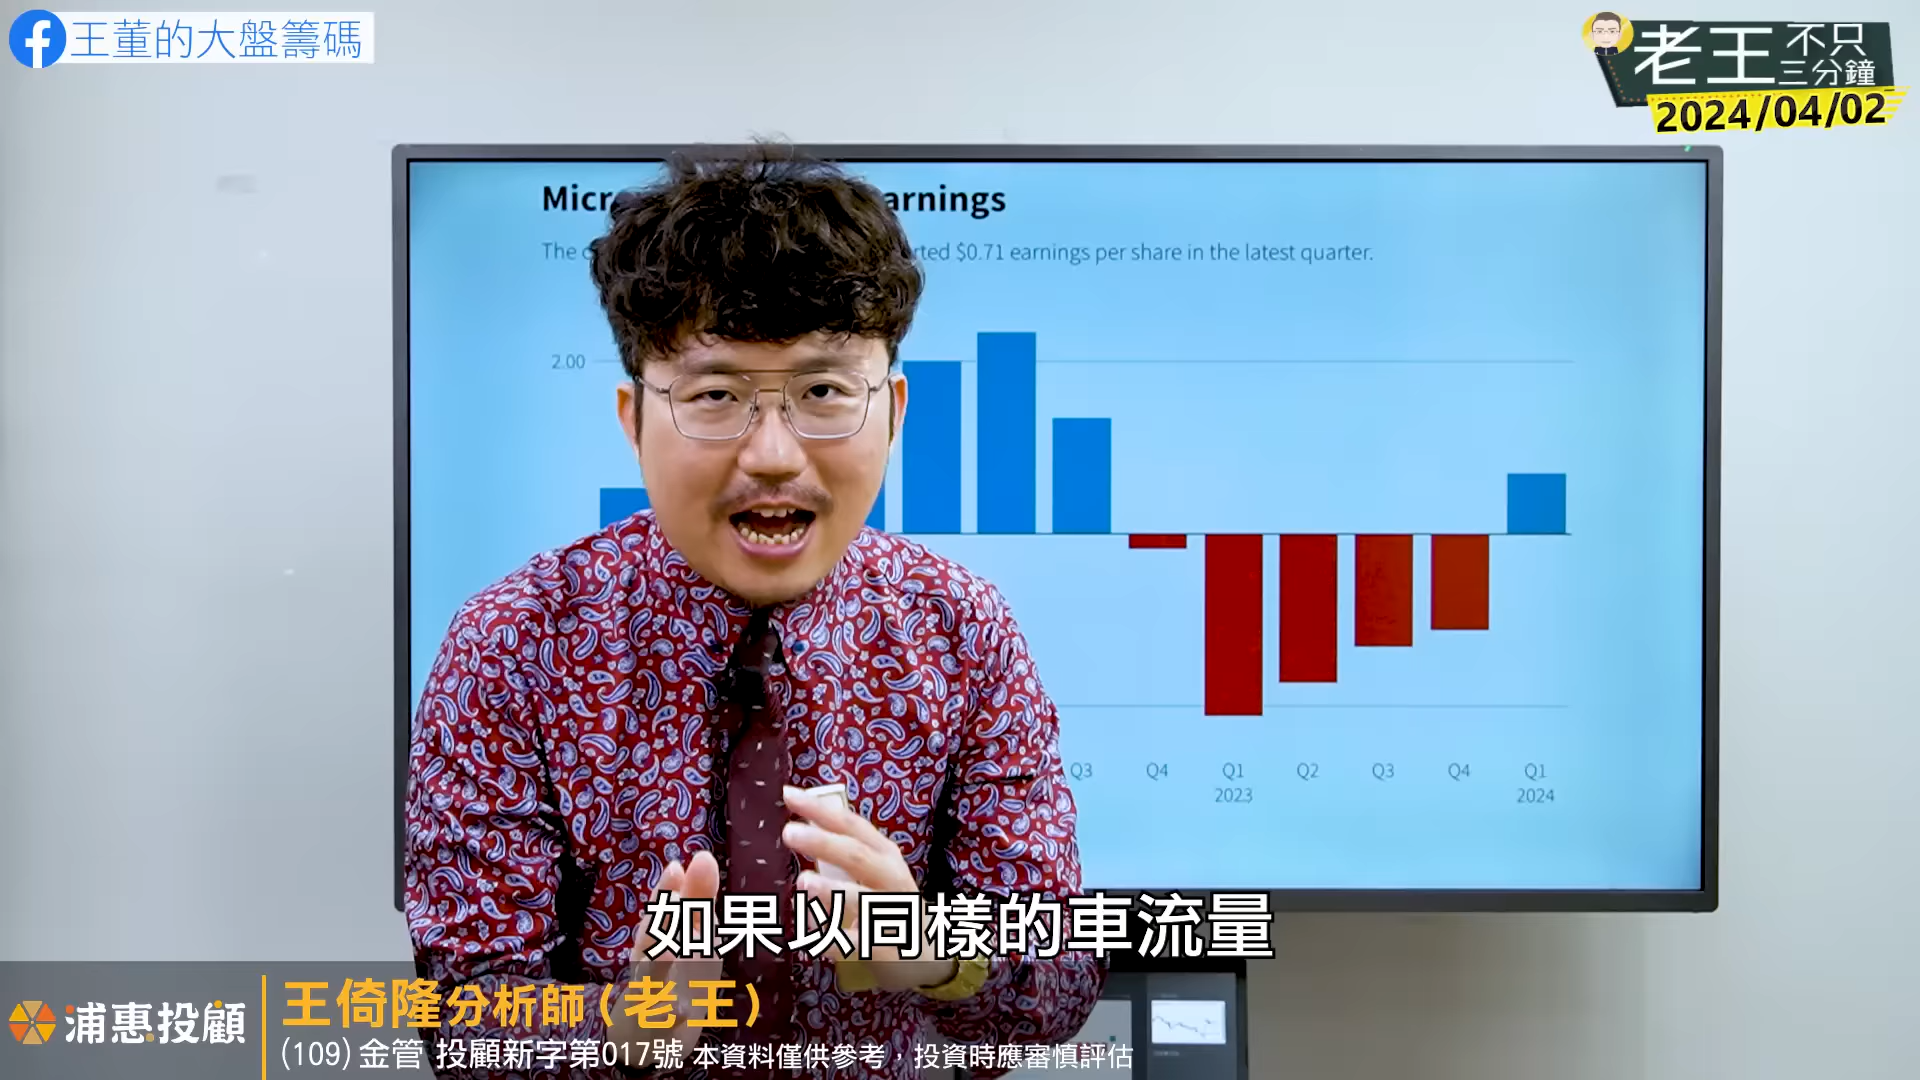 王董的大盤籌碼
老王 不只三分鐘
2024/04/02
Micr arnings
The c rted $0.71 earnings per share in the latest quarter.
2.00
Q3 Q4 Q1 Q2 Q3 Q4 Q1
2023 2024
如果以同樣的車流量
浦惠投顧
王倚隆分析師(老王)
(109)金管 投顧新字第017號 本資料僅供參考，投資時應審慎評估